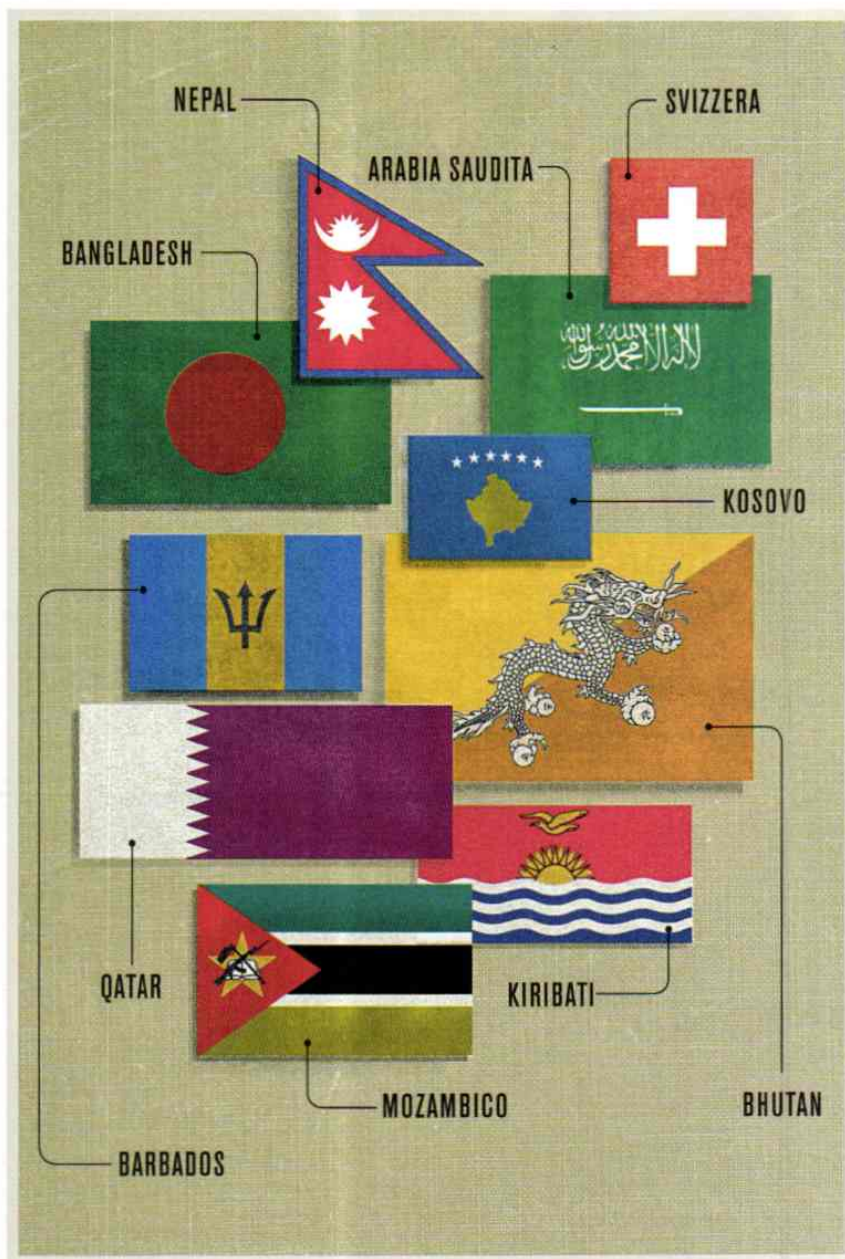 NEPAL
SVIZZERA
ARABIA SAUDITA
BANGLADESH
لا إله إلا الله محمد رسول الله
KOSOVO
QATAR
KIRIBATI
MOZAMBICO
BHUTAN
BARBADOS